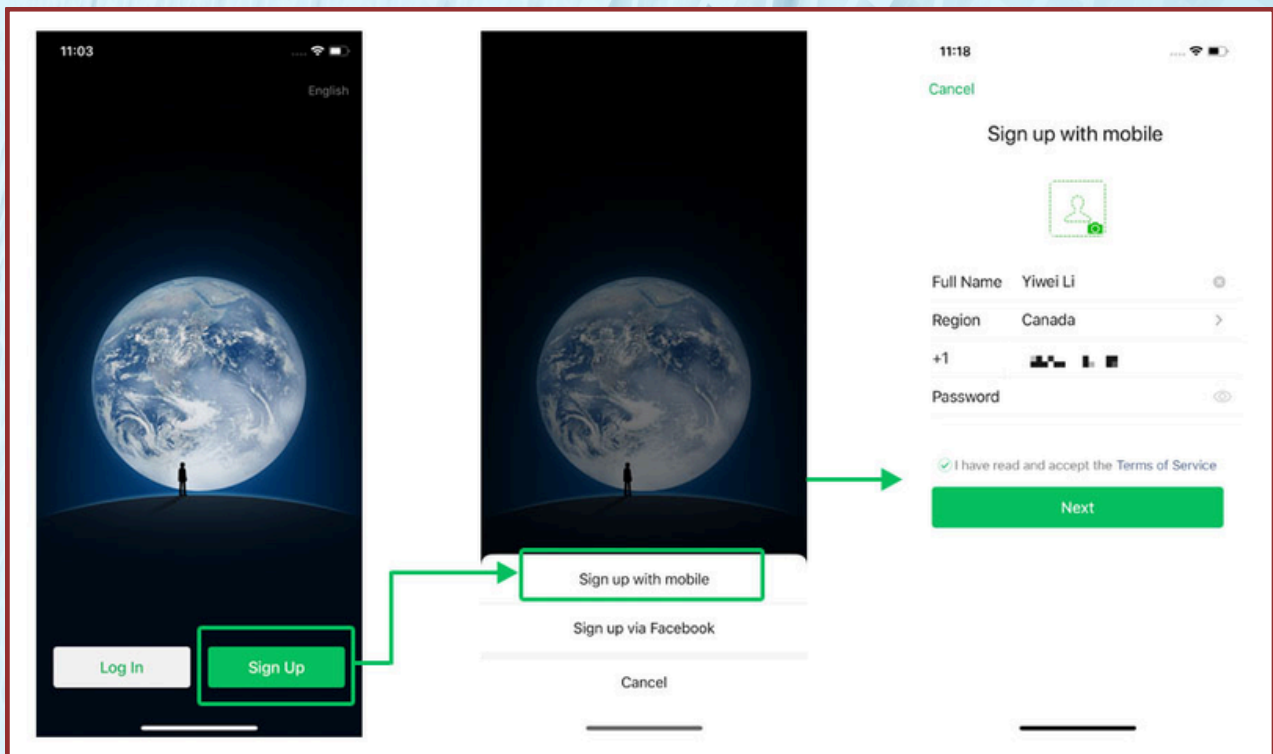 11:03
English
Log In
Sign Up
Sign up with mobile
Sign up via Facebook
Cancel
11:18
Cancel
Sign up with mobile
Full Name Yiwei Li
Region Canada
+1
Password
I have read and accept the Terms of Service
Next